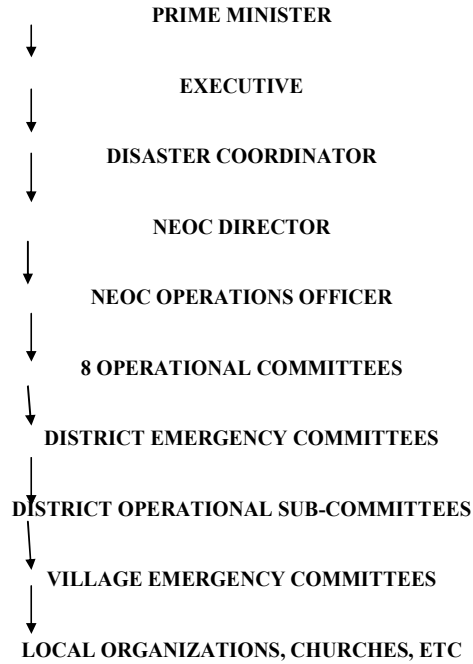 PRIME MINISTER
EXECUTIVE
DISASTER COORDINATOR
NEOC DIRECTOR
NEOC OPERATIONS OFFICER
8 OPERATIONAL COMMITTEES
DISTRICT EMERGENCY COMMITTEES
DISTRICT OPERATIONAL SUB-COMMITTEES
VILLAGE EMERGENCY COMMITTEES
LOCAL ORGANIZATIONS, CHURCHES, ETC